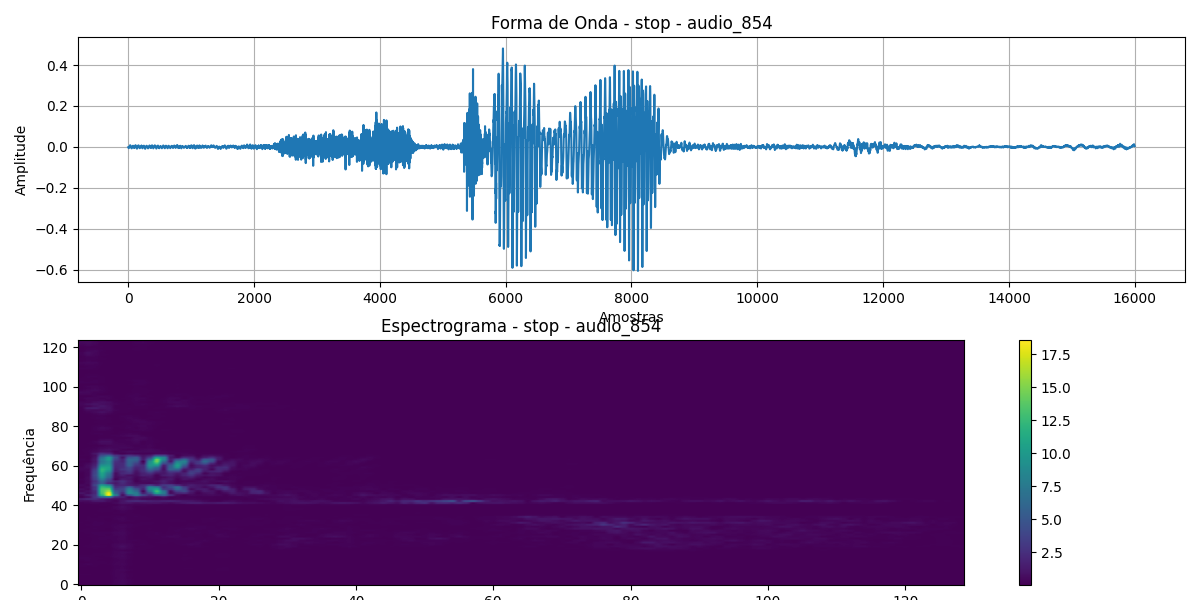 Forma de Onda - stop - audio_854
Amplitude
0.4
0.2
0.0
−0.2
−0.4
−0.6
0 2000 4000 6000 8000 10000 12000 14000 16000
Amostras
Espectrograma - stop - audio_854
Frequência
120
100
80
60
40
20
0
0 20 40 60 80 100 120
17.5
15.0
12.5
10.0
7.5
5.0
2.5